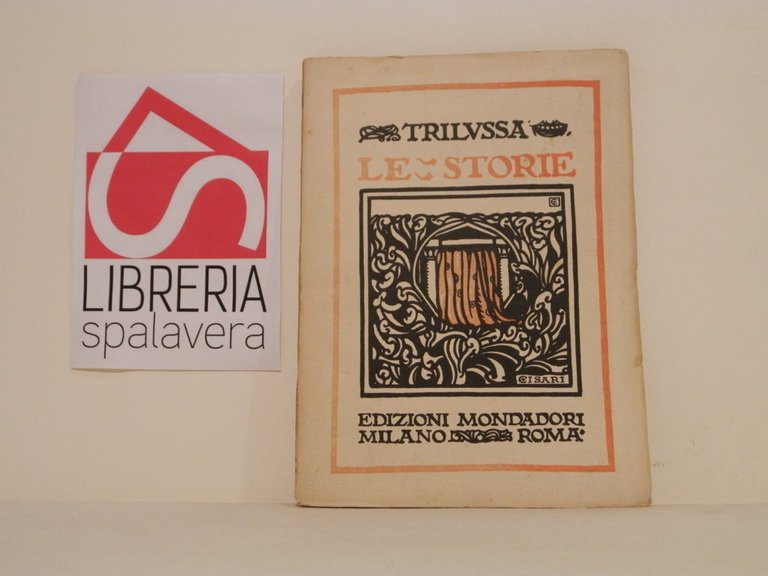 LIBRERIA
spalavera
TRILVSSA
LE STORIE
CISARI
EDIZIONI MONDADORI
MILANO ROMA